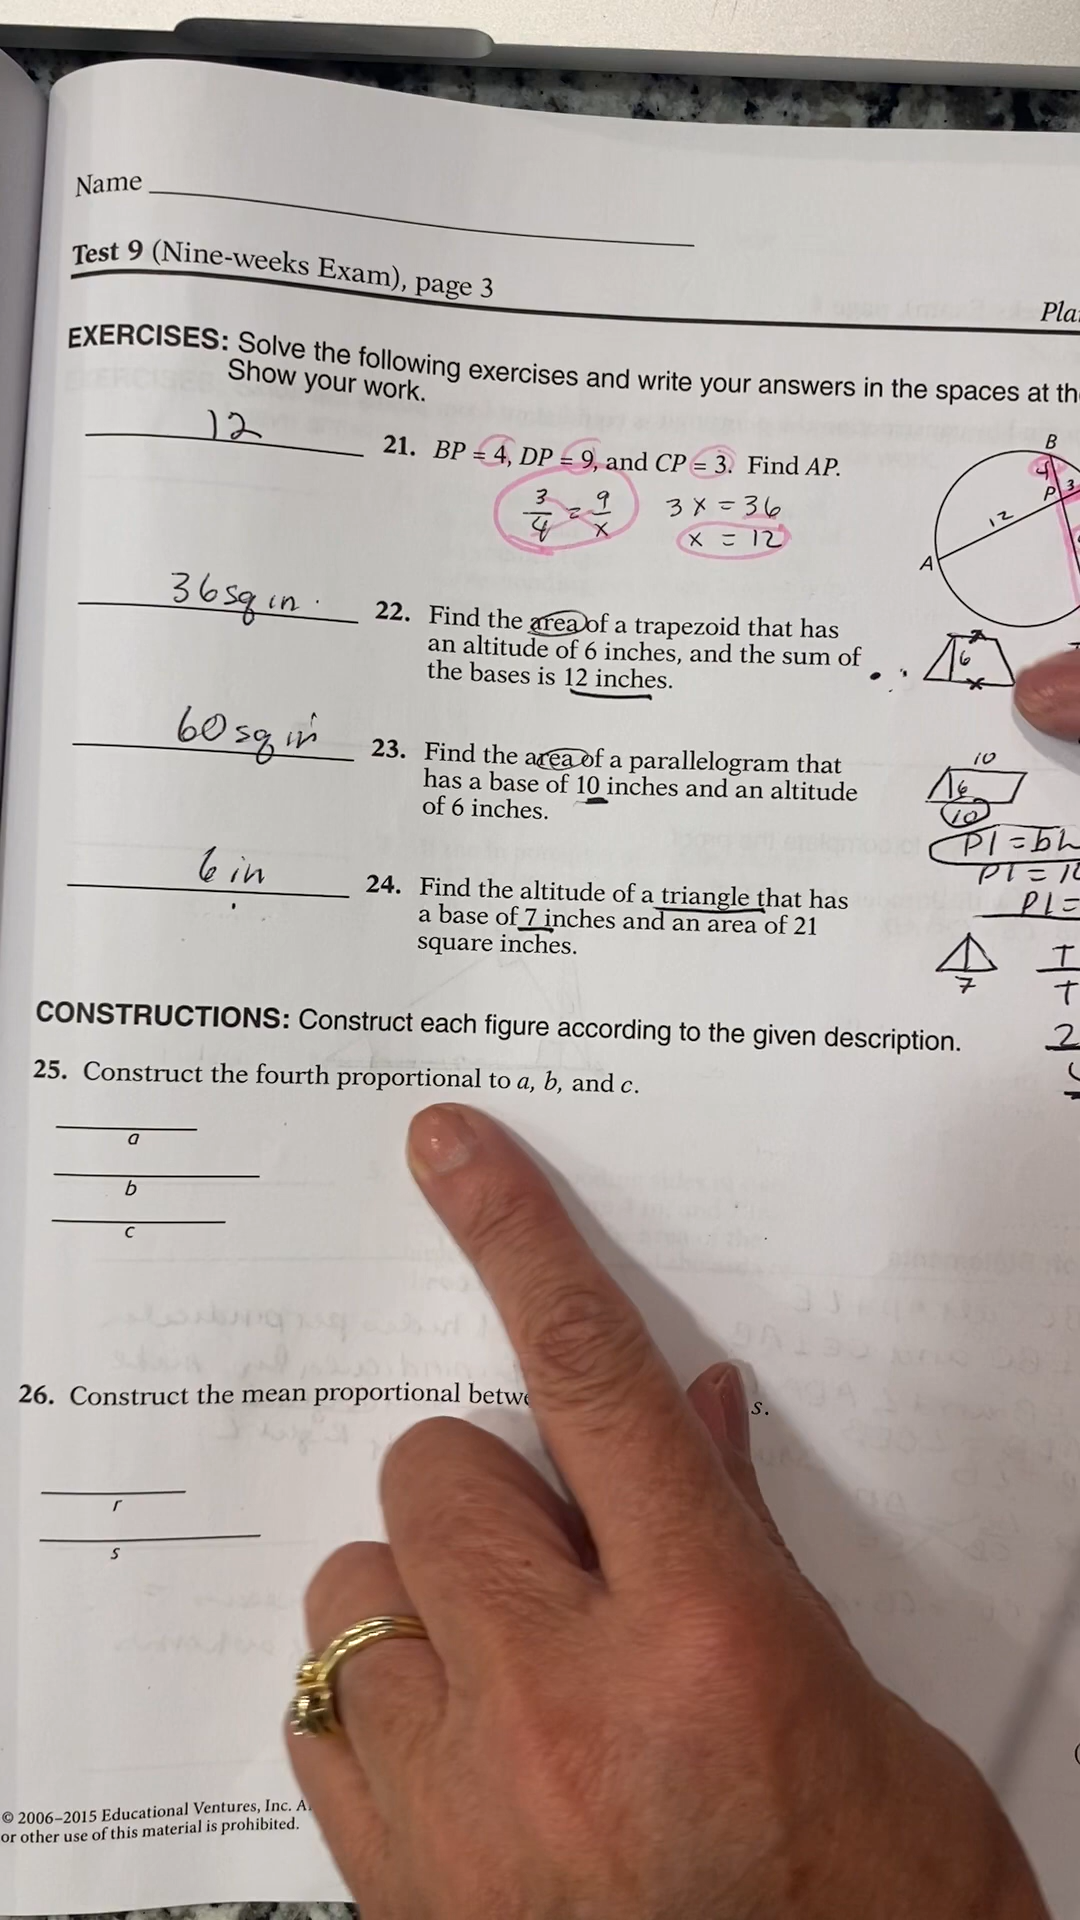 Name
Test 9 (Nine-weeks Exam), page 3
EXERCISES: Solve the following exercises and write your answers in the spaces at
Show your work.
12
21. BP = 4, DP = 9, and CP = 3. Find AP.
3/4 = 9/x
3x = 36
x = 12
B
4
P
3
12
A
36 sq in.
22. Find the area of a trapezoid that has
an altitude of 6 inches, and the sum of
the bases is 12 inches.
6
60 sq in
23. Find the area of a parallelogram that
has a base of 10 inches and an altitude
of 6 inches.
10
6
10
6 in
24. Find the altitude of a triangle that has
a base of 7 inches and an area of 21
square inches.
7
CONSTRUCTIONS: Construct each figure according to the given description.
25. Construct the fourth proportional to a, b, and c.
a
b
c
26. Construct the mean proportional s.
r
s
© 2006–2015 Educational Ventures, Inc.
or other use of this material is prohibited.